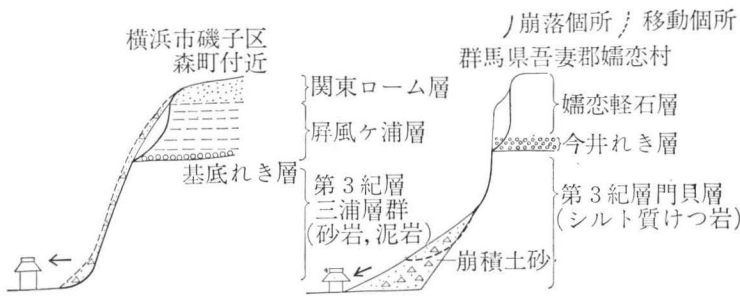 横浜市磯子区
森町付近
関東ローム層
屛風ケ浦層
基底れき層
第3紀層
三浦層群
(砂岩,泥岩)
崩落個所 移動個所
群馬県吾妻郡嬬恋村
嬬恋軽石層
今井れき層
第3紀層門貝層
(シルト質けつ岩)
崩積土砂